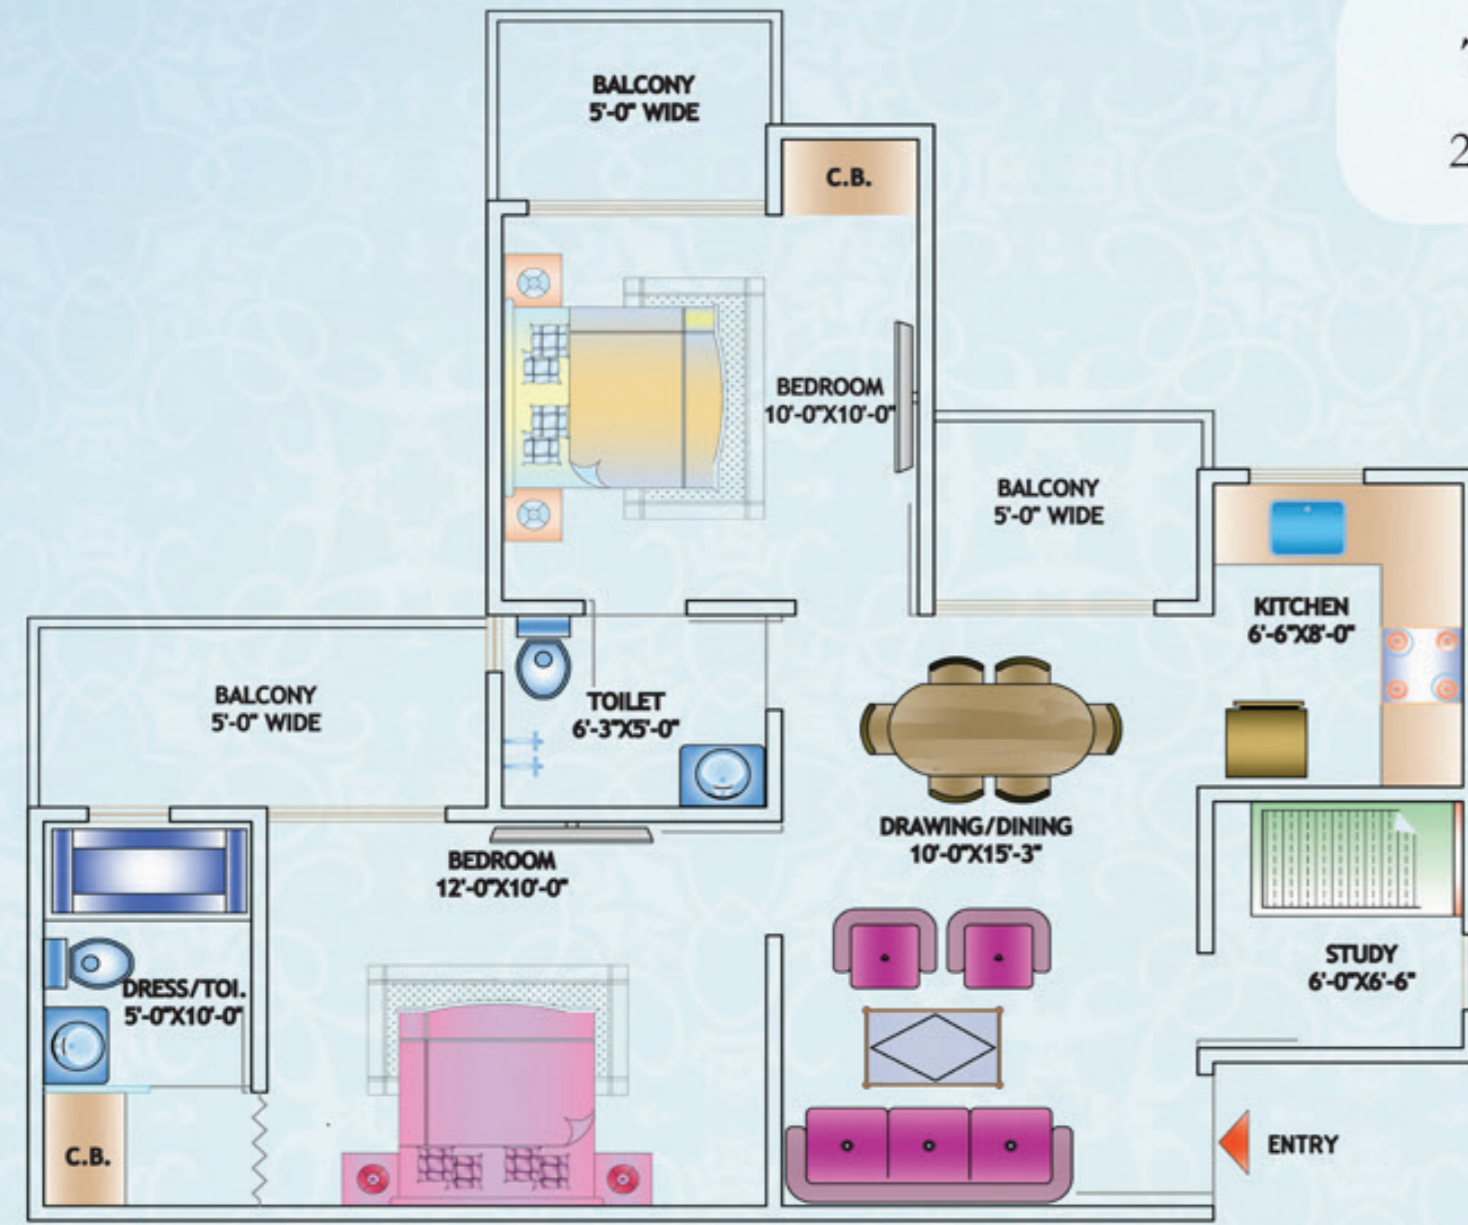 BALCONY
5'-0" WIDE
C.B.
BEDROOM
10'-0"X10'-0"
BALCONY
5'-0" WIDE
KITCHEN
6'-6"X8'-0"
BALCONY
5'-0" WIDE
TOILET
6'-3"X5'-0"
DRAWING/DINING
10'-0"X15'-3"
BEDROOM
12'-0"X10'-0"
STUDY
6'-0"X6'-6"
DRESS/TOI.
5'-0"X10'-0"
C.B.
ENTRY